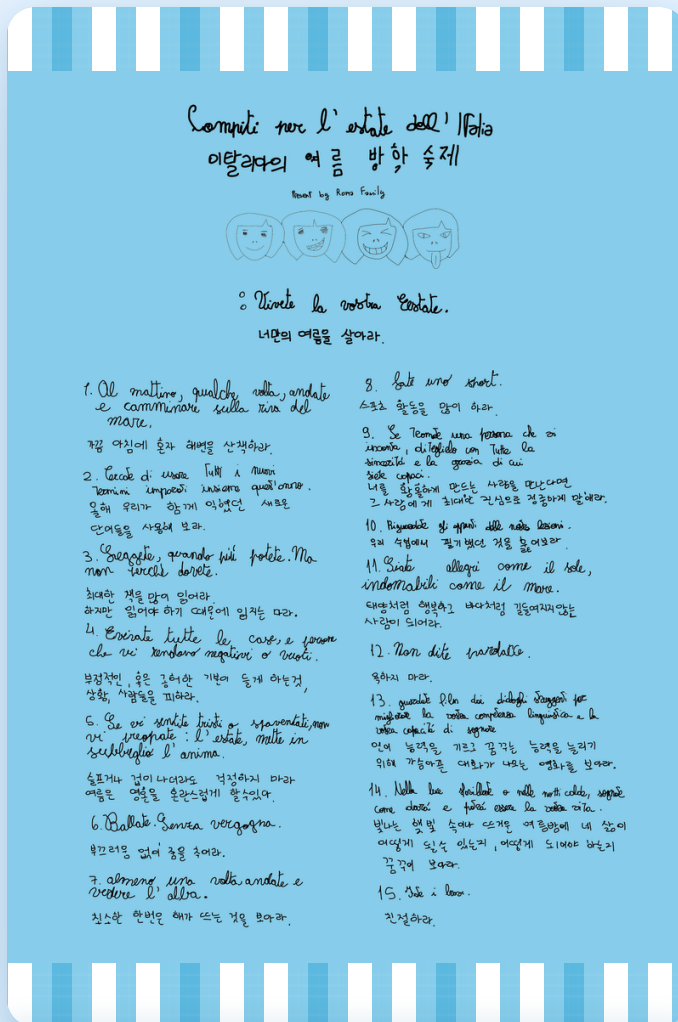 Compiti per l'estate dell'Italia
이탈리아의 여름 방학 숙제
Present by Roma Family
: Vivete la vostra Estate.
너만의 여름을 살아라.
1. Al mattino, qualche volta, andate
e camminare sulla riva del
mare.
가끔 아침에 혼자 해변을 산책하라.
2. Cercate di usare tutti i nuovi
termini imparati insieme quest'anno.
올해 우리가 함께 익혔던 새로운
단어들을 사용해 보라.
3. Leggete, quando più potete. Ma
non perchè dovete.
최대한 책을 많이 읽어라.
하지만 읽어야 하기 때문에 읽지는 마라.
4. Evitate tutte le cose, e persone
che vi rendono negativi o vuoti.
부정적인, 혹은 공허한 기분이 들게 하는 것,
상황, 사람들을 피하라.
5. Se vi sentite tristi o spaventati, non
vi preoccupate: l'estate, mette in
subbuglio l'anima.
슬프거나 겁이 나더라도 걱정하지 마라
여름은 영혼을 혼란스럽게 할수있다.
6. Ballate. Senza vergogna.
부끄러움 없이 춤을 추어라.
7. almeno una volta andate e
vedere l'alba.
최소한 한번은 해가 뜨는 것을 보아라.
8. fate uno sport.
스포츠 활동을 많이 하라.
9. Se trovate una persona che vi
incanta, diteglielo con tutta la
sincerità e la grazia di cui
siete capaci.
너를 황홀하게 만드는 사람을 만난다면
그 사람에게 최대한 진심으로 정중하게 말해라.
10. Riguardate gli appunti delle nostre lezioni.
우리 수업에서 필기했던 것을 훑어보라.
11. Siate allegri come il sole,
indomabili come il mare.
태양처럼 행복하고 바다처럼 길들여지지않는
사람이 되어라.
12. Non dite parolacce.
욕하지 마라.
13. guardate film dai dialoghi struggenti per
migliorare la vostra competenza linguistica e la
vostra capacità di sognare
언어 능력을 기르고 꿈꾸는 능력을 늘리기
위해 가슴아픈 대화가 나오는 영화를 보아라.
14. Nella luce sfavillante o nelle notti calde, sognate
come dovrà e potrà essere la vostra vita.
빛나는 햇빛 속이나 뜨거운 여름밤에 네 삶이
어떻게 될수 있는지, 어떻게 되어야 하는지
꿈꾸어 보아라.
15. Fate i bravi.
친절하라.